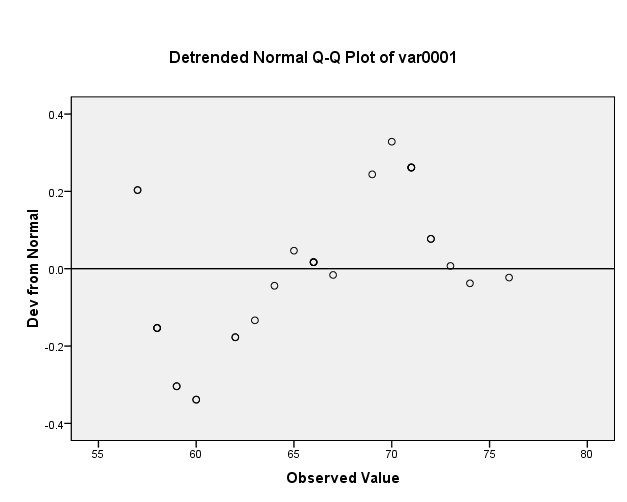 Detrended Normal Q-Q Plot of var0001
0.4
0.2
0.0
-0.2
-0.4
Dev from Normal
55 60 65 70 75 80
Observed Value